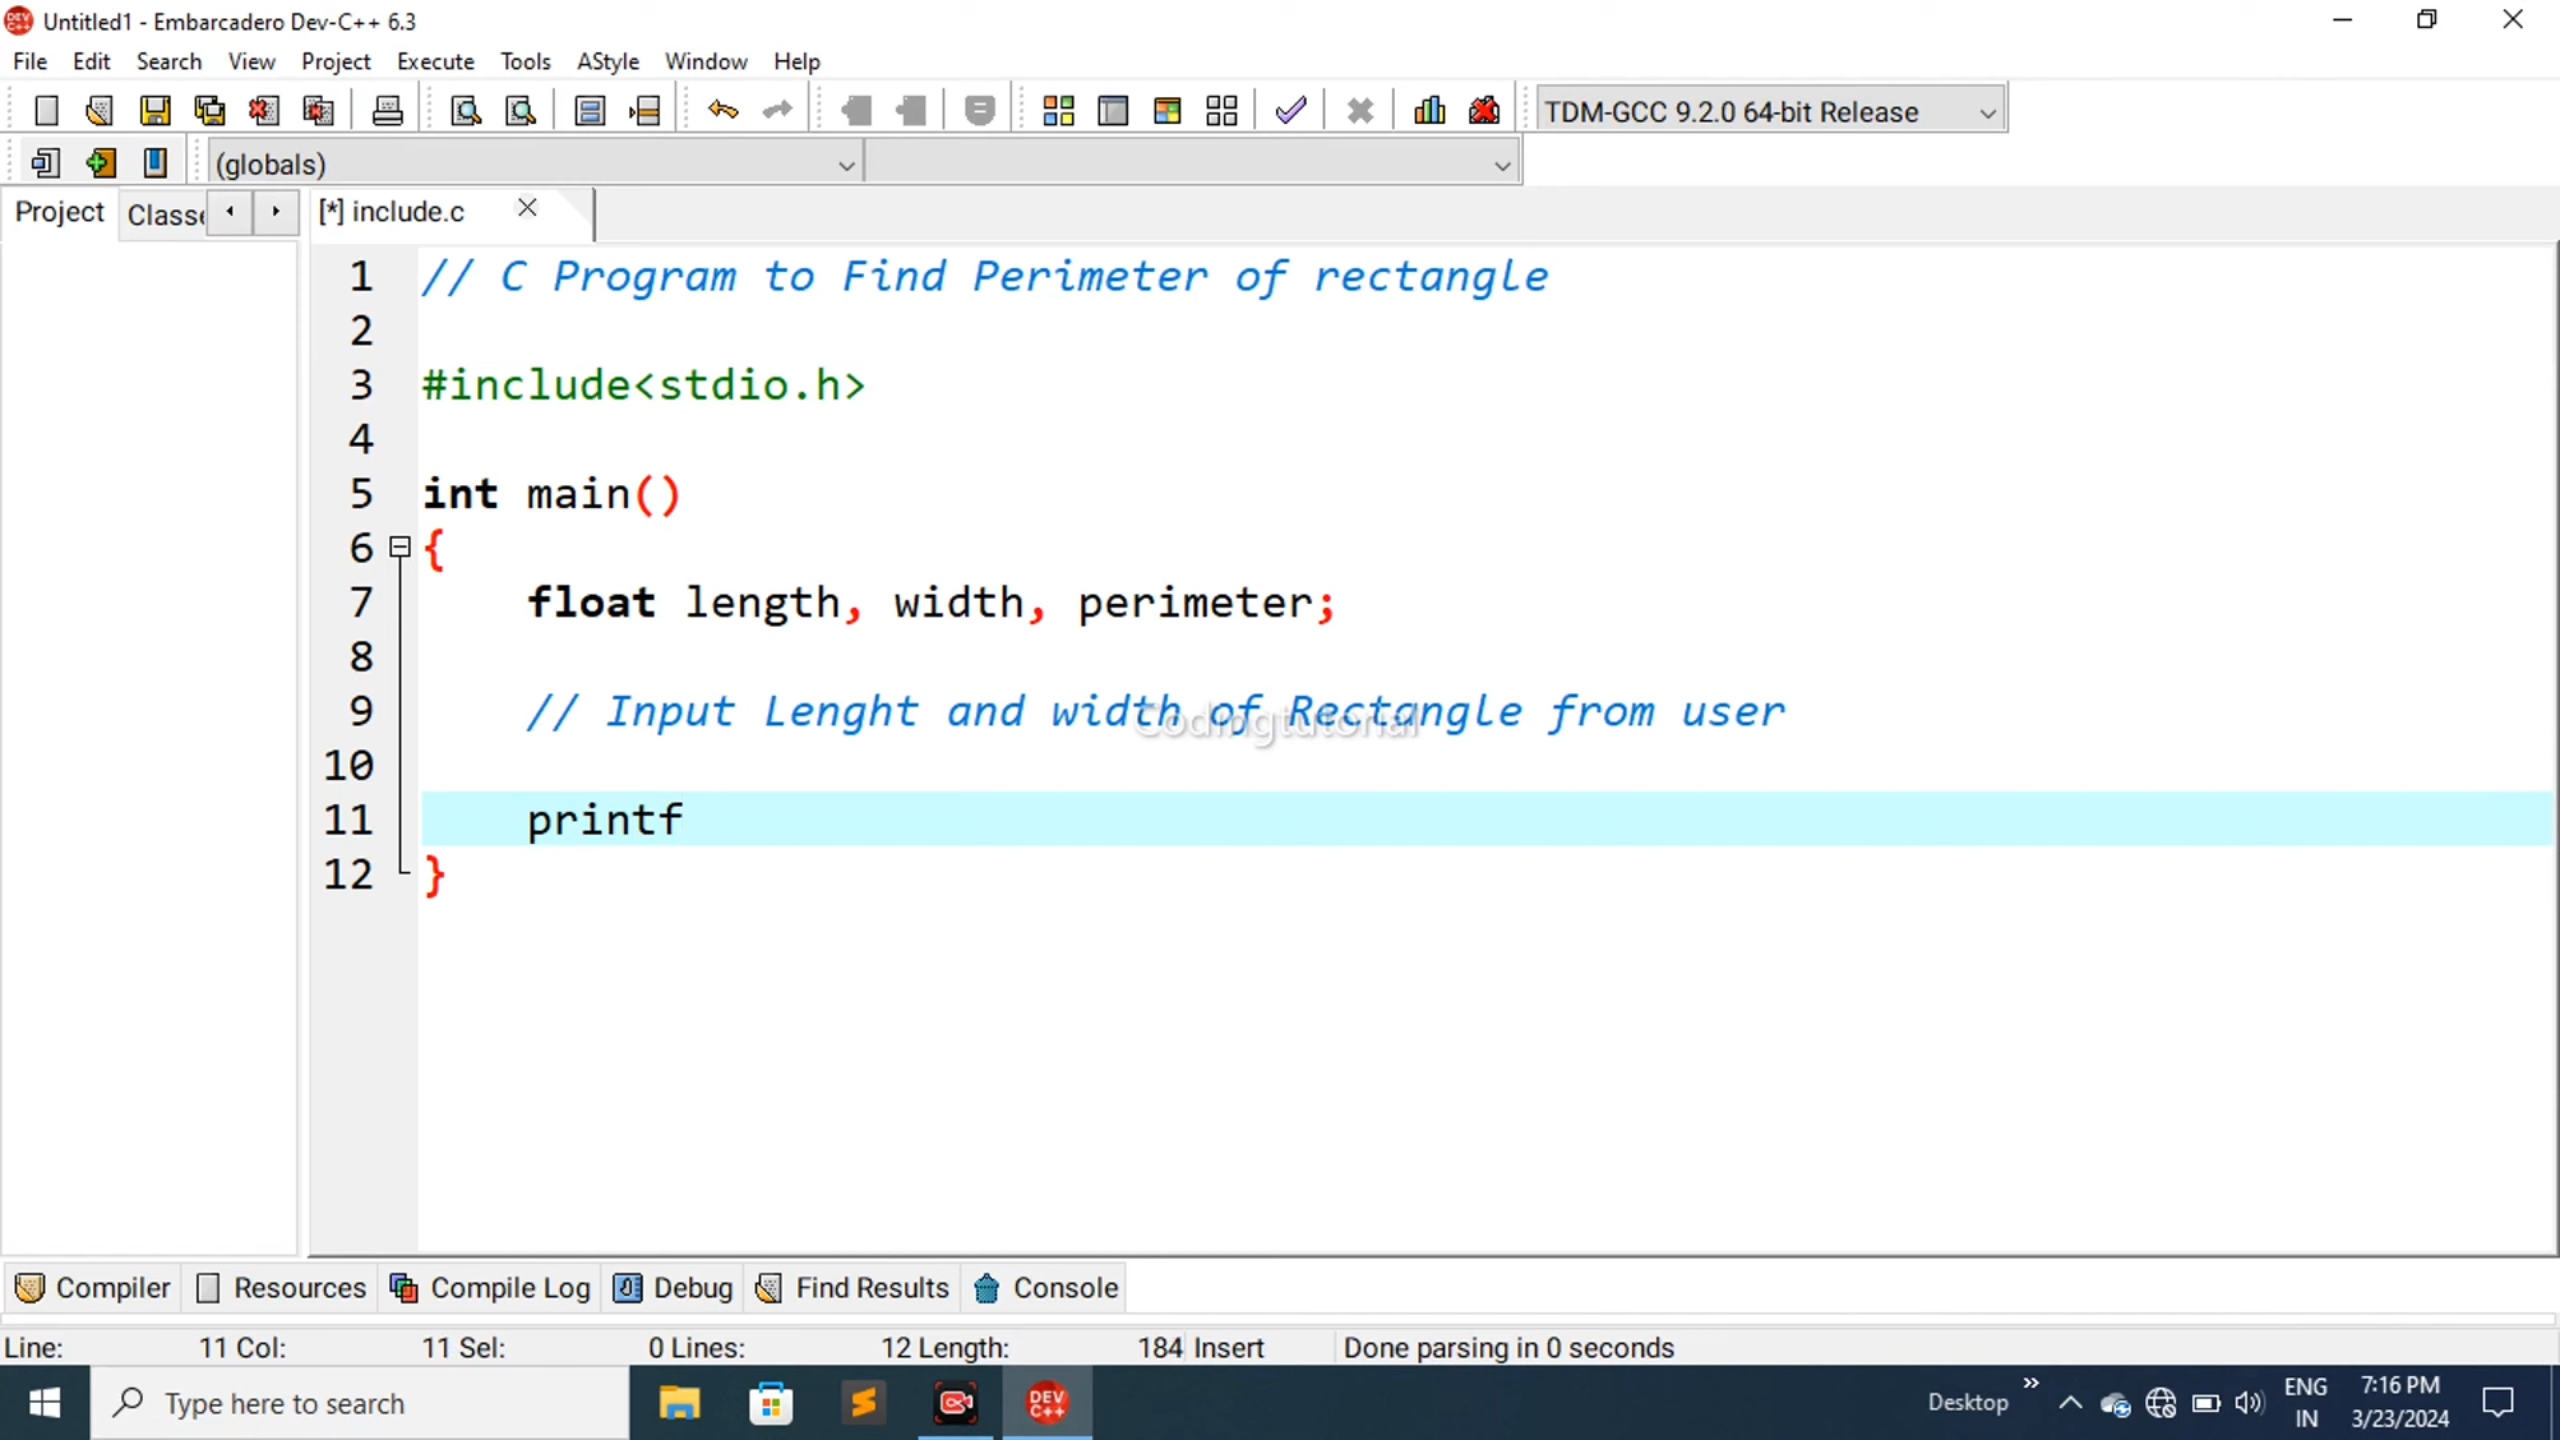 Untitled1 - Embarcadero Dev-C++ 6.3
File Edit Search View Project Execute Tools AStyle Window Help
TDM-GCC 9.2.0 64-bit Release
(globals)
Project Classe [*] include.c
1 // C Program to Find Perimeter of rectangle
2
3 #include<stdio.h>
4
5 int main()
6 {
7 float length, width, perimeter;
8
9 // Input Lenght and width of Rectangle from user
Codingtutorial
10
11 printf
12 }
Compiler Resources Compile Log Debug Find Results Console
Line: 11 Col: 11 Sel: 0 Lines: 12 Length: 184 Insert Done parsing in 0 seconds
Type here to search DEV C++ Desktop ENG 7:16 PM
IN 3/23/2024